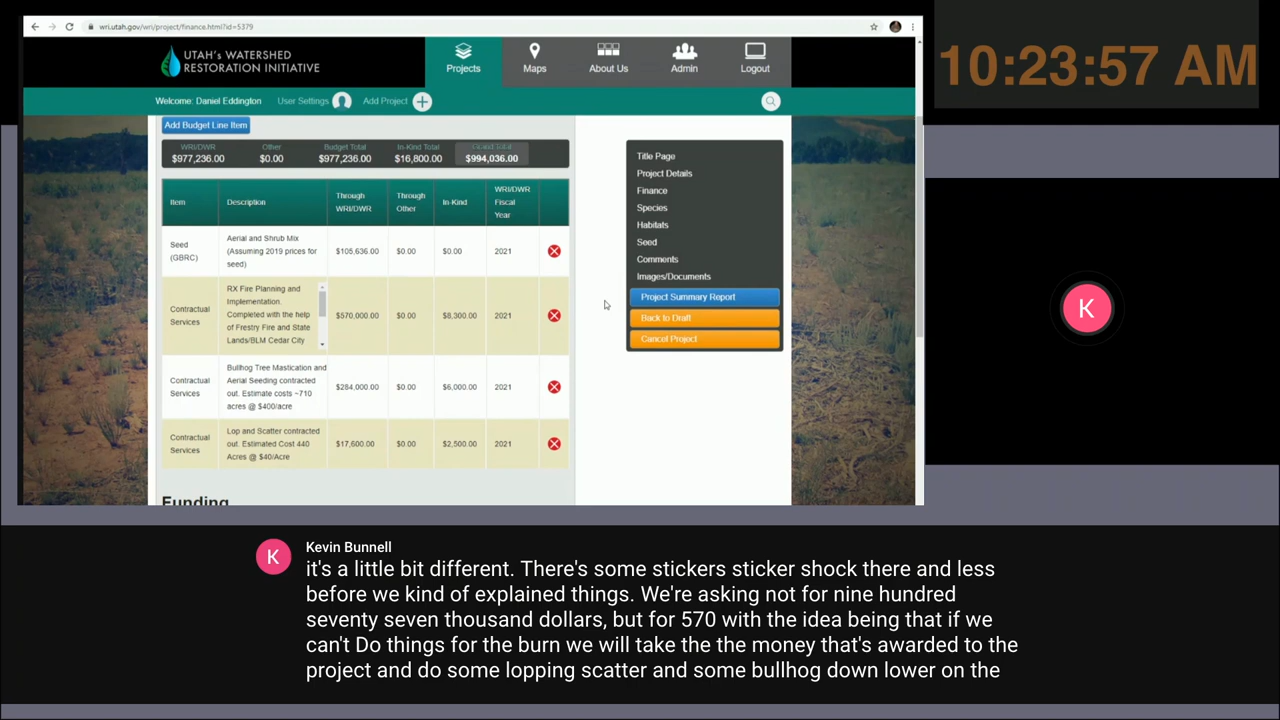 10:23:57 AM
wri.utah.gov/wri/project/finance.html?id=5379
UTAH's WATERSHED
RESTORATION INITIATIVE
Projects
Maps
About Us
Admin
Logout
Welcome: Daniel Eddington
User Settings
Add Project
Add Budget Line Item
WRI/DWR Other Budget Total In-Kind Total Grand Total
$977,236.00 $0.00 $977,236.00 $16,800.00 $994,036.00
Item
Description
Through
WRI/DWR
Through
Other
In-Kind
WRI/DWR
Fiscal
Year
Seed
(GBRC)
Aerial and Shrub Mix
(Assuming 2019 prices for
seed)
$105,636.00 $0.00 $0.00 2021
Contractual
Services
RX Fire Planning and
Implementation.
Completed with the help
of Frestry Fire and State
Lands/BLM Cedar City
$570,000.00 $0.00 $8,300.00 2021
Contractual
Services
Bullhog Tree Mastication and
Aerial Seeding contracted
out. Estimate costs ~710
acres @ $400/acre
$284,000.00 $0.00 $6,000.00 2021
Contractual
Services
Lop and Scatter contracted
out. Estimated Cost 440
Acres @ $40/Acre
$17,600.00 $0.00 $2,500.00 2021
Funding
Title Page
Project Details
Finance
Species
Habitats
Seed
Comments
Images/Documents
Project Summary Report
Back to Draft
Cancel Project
K
K
Kevin Bunnell
it's a little bit different. There's some stickers sticker shock there and less
before we kind of explained things. We're asking not for nine hundred
seventy seven thousand dollars, but for 570 with the idea being that if we
can't Do things for the burn we will take the the money that's awarded to the
project and do some lopping scatter and some bullhog down lower on the